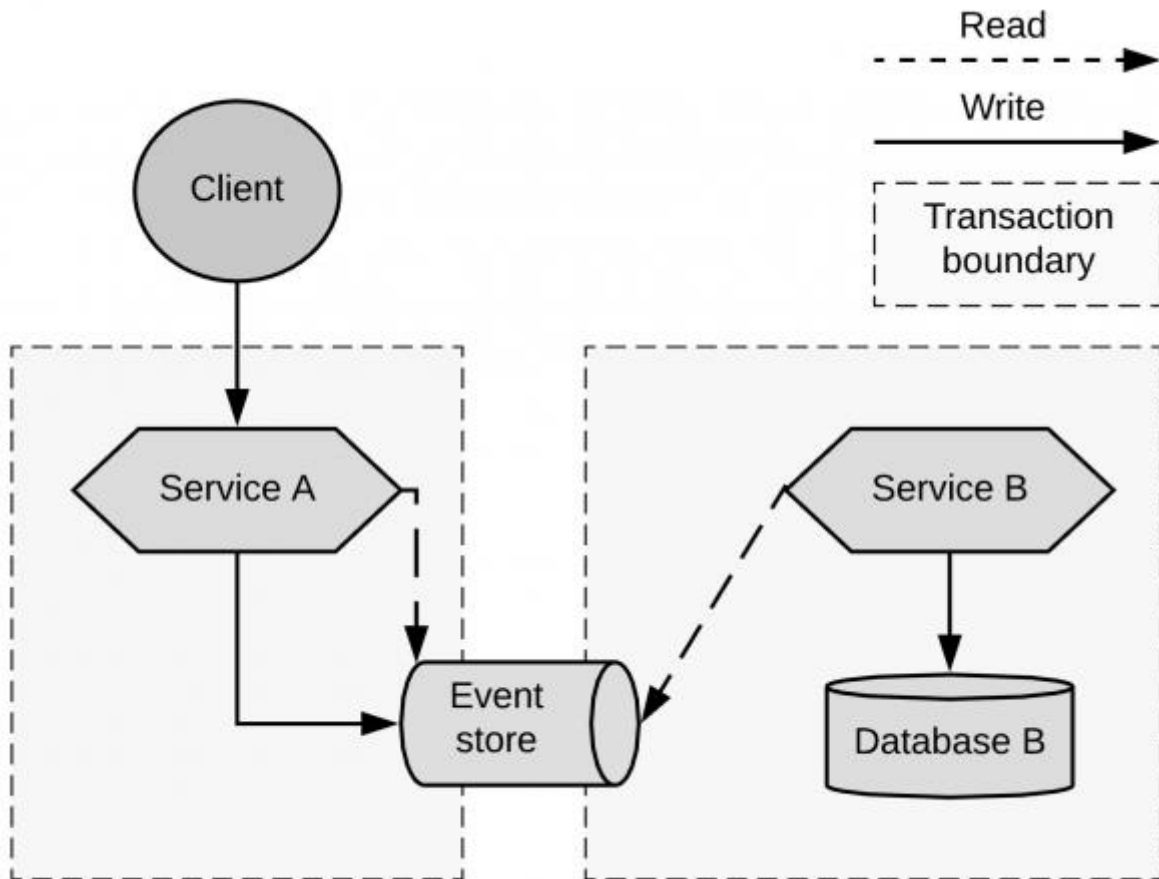 Read
Write
Client
Transaction
boundary
Service A
Service B
Event
store
Database B